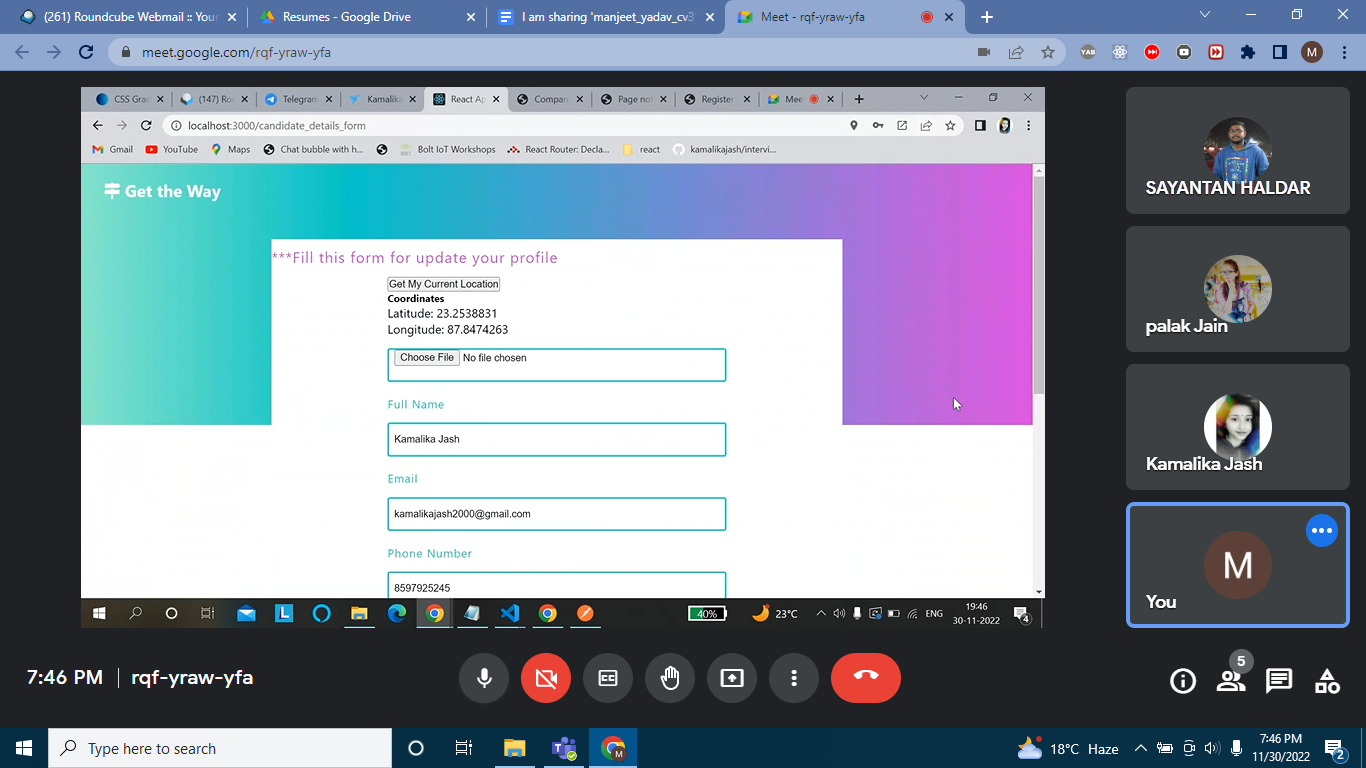 (261) Roundcube Webmail :: Your
Resumes - Google Drive
I am sharing 'manjeet_yadav_cv3
Meet - rqf-yraw-yfa
meet.google.com/rqf-yraw-yfa
YAB
M
CSS Grad
(147) Ro
Telegram
Kamalika
React Ap
Compan
Page not
Register
Mee
localhost:3000/candidate_details_form
Gmail
YouTube
Maps
Chat bubble with h...
Bolt IoT Workshops
React Router: Decla...
react
kamalikajash/intervi...
Get the Way
***Fill this form for update your profile
Get My Current Location
Coordinates
Latitude: 23.2538831
Longitude: 87.8474263
Choose File No file chosen
Full Name
Kamalika Jash
Email
kamalikajash2000@gmail.com
Phone Number
8597925245
40%
23°C
ENG
19:46
30-11-2022
4
SAYANTAN HALDAR
palak Jain
Kamalika Jash
M
You
7:46 PM
rqf-yraw-yfa
CC
5
Type here to search
M
18°C Haze
7:46 PM
11/30/2022
2